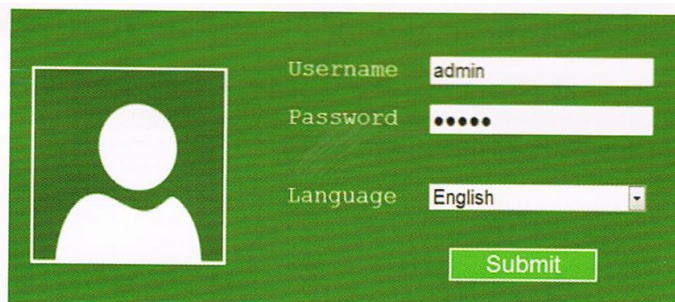 Username admin
Password •••••
Language English
Submit